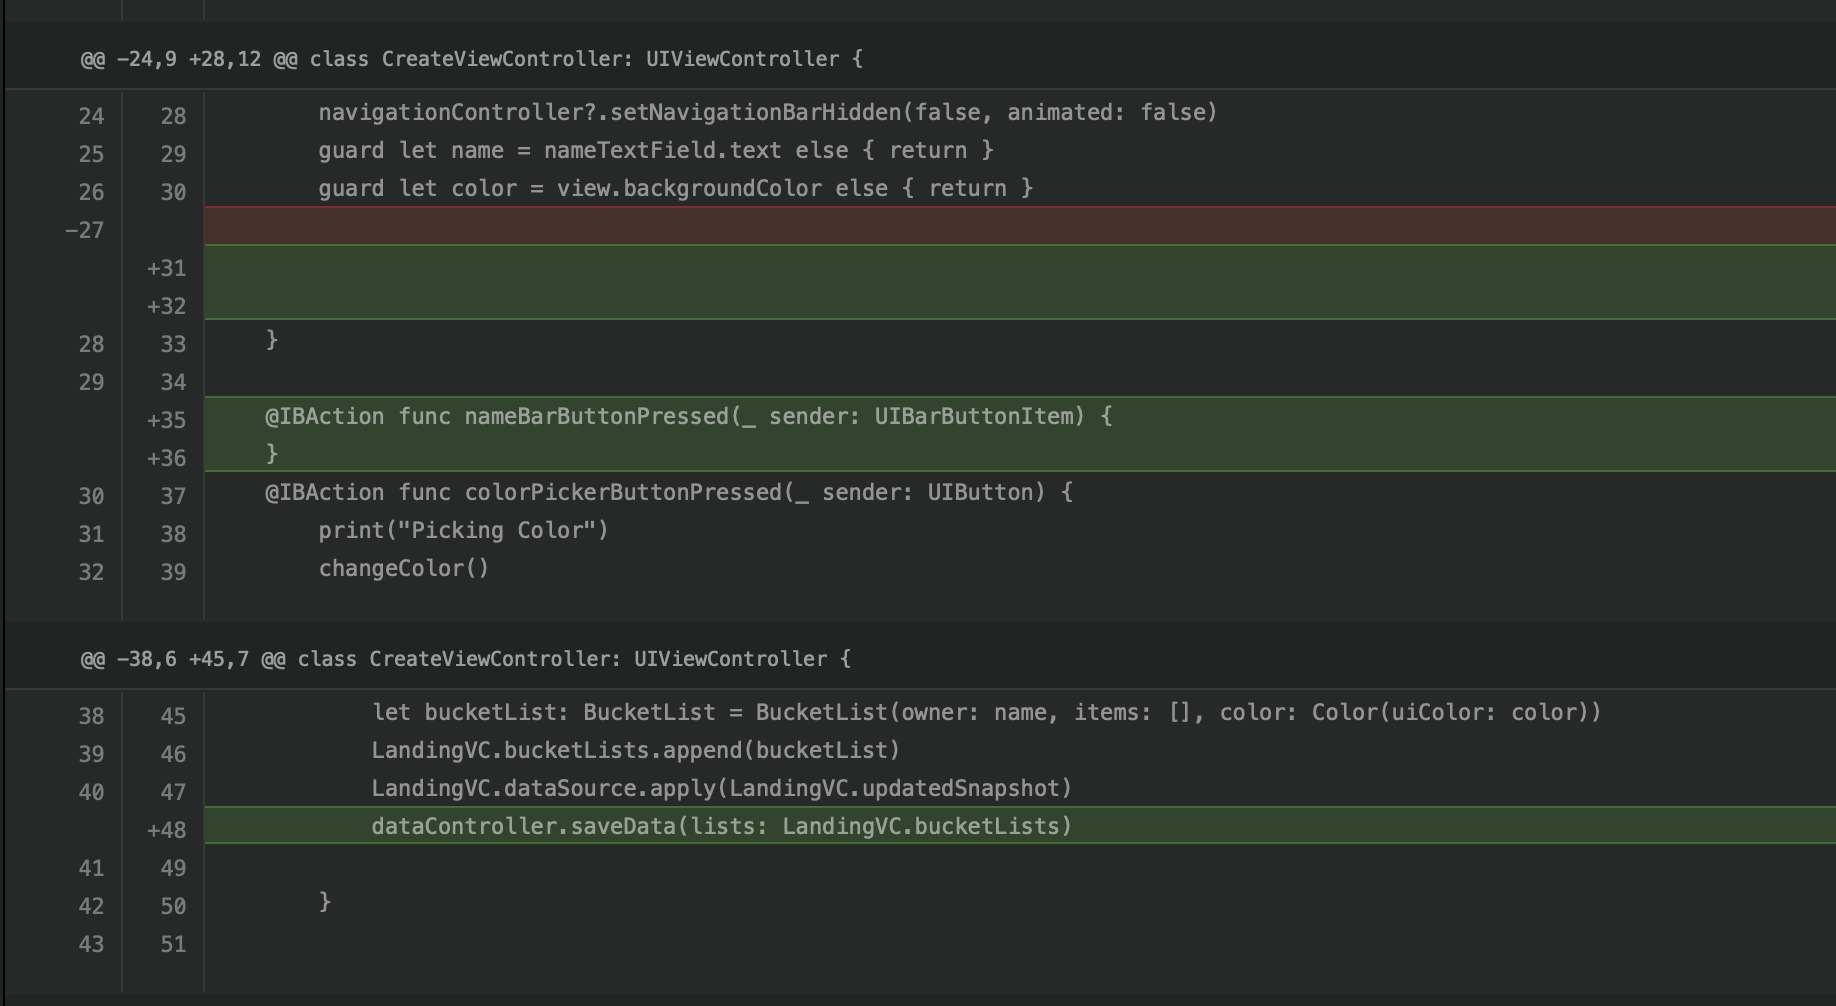 @@ −24,9 +28,12 @@ class CreateViewController: UIViewController {
24 28 navigationController?.setNavigationBarHidden(false, animated: false)
25 29 guard let name = nameTextField.text else { return }
26 30 guard let color = view.backgroundColor else { return }
−27
+31
+32
28 33 }
29 34
+35 @IBAction func nameBarButtonPressed(_ sender: UIBarButtonItem) {
+36 }
30 37 @IBAction func colorPickerButtonPressed(_ sender: UIButton) {
31 38 print("Picking Color")
32 39 changeColor()
@@ −38,6 +45,7 @@ class CreateViewController: UIViewController {
38 45 let bucketList: BucketList = BucketList(owner: name, items: [], color: Color(uiColor: color))
39 46 LandingVC.bucketLists.append(bucketList)
40 47 LandingVC.dataSource.apply(LandingVC.updatedSnapshot)
+48 dataController.saveData(lists: LandingVC.bucketLists)
41 49
42 50 }
43 51